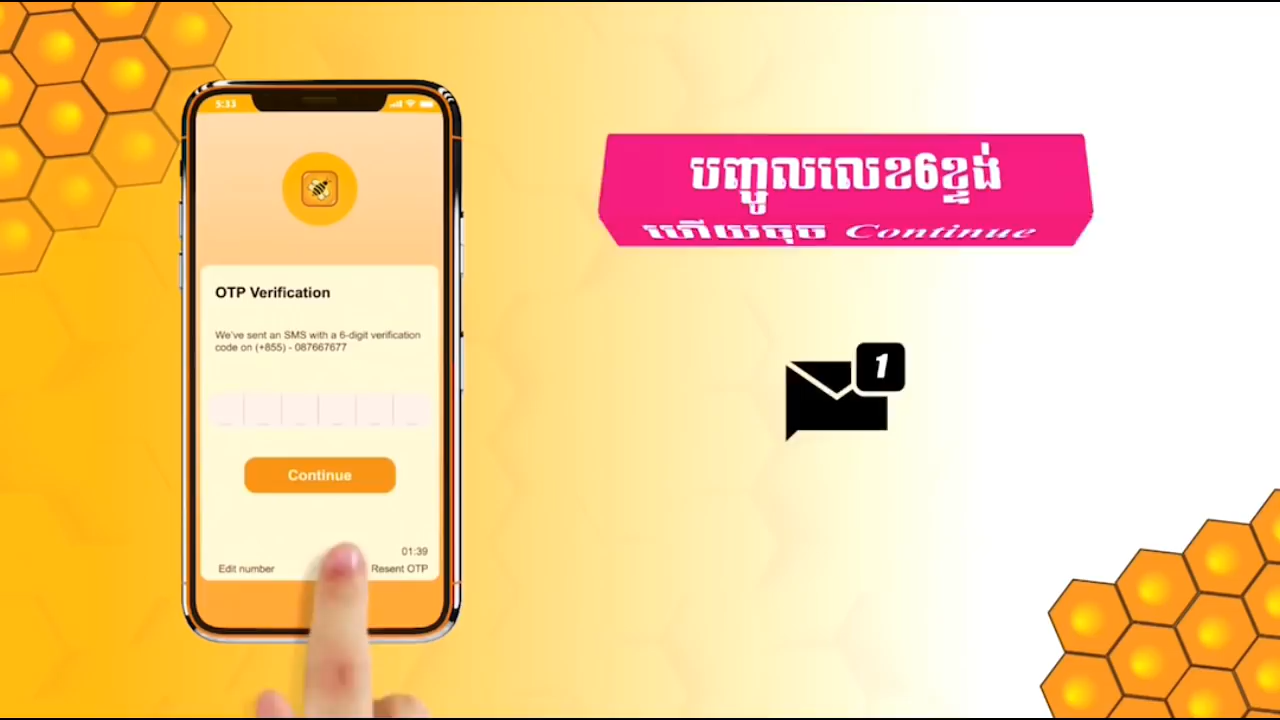 5:33
OTP Verification
We've sent an SMS with a 6-digit verification
code on (+855) - 087667677
Continue
01:39
Edit number
Resent OTP
បញ្ចូលលេខ6ខ្ទង់
ហើយចុច Continue
1